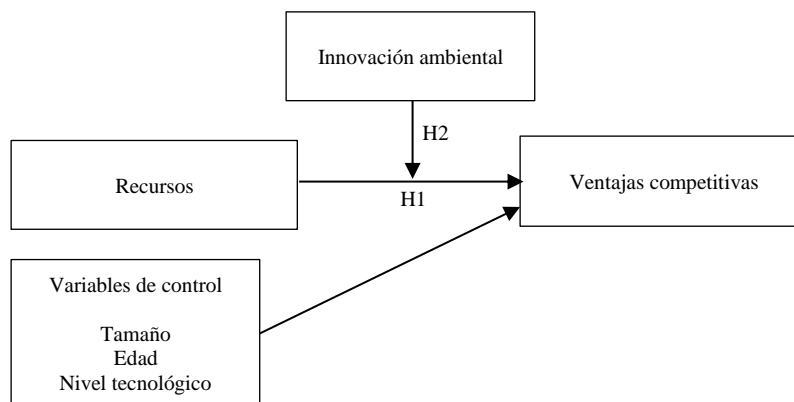 Innovación ambiental
H2
Recursos
H1
Ventajas competitivas
Variables de control
Tamaño
Edad
Nivel tecnológico